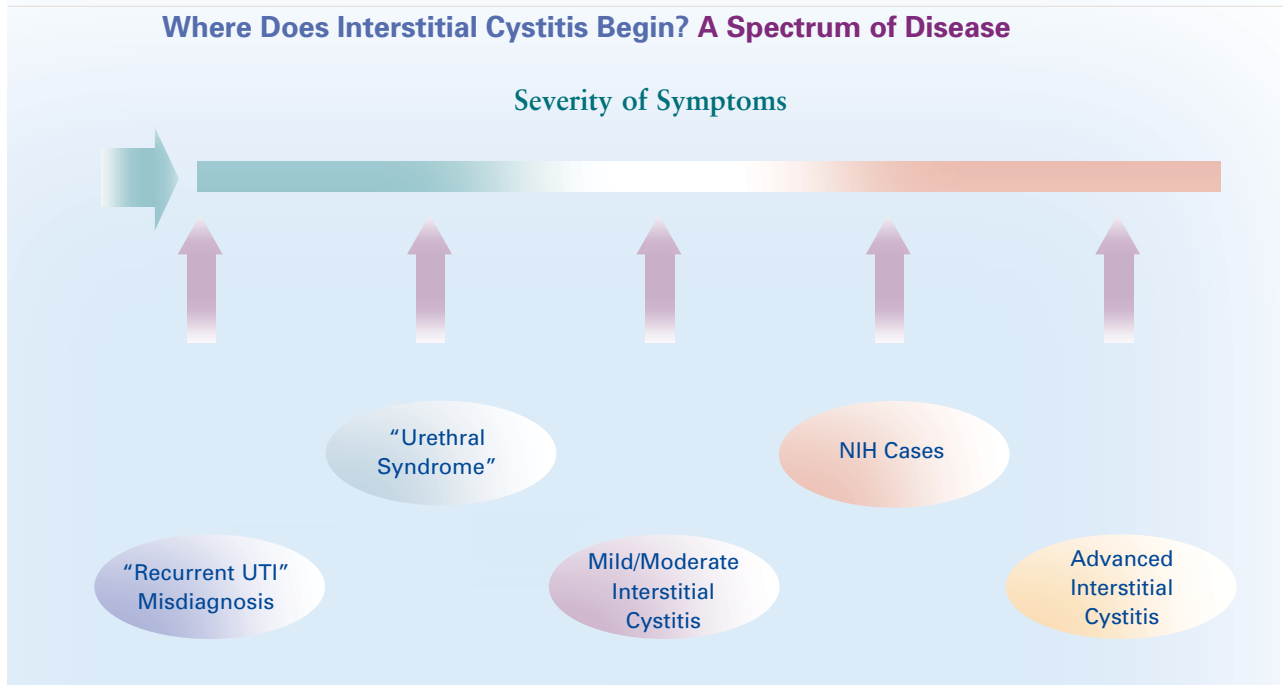 Where Does Interstitial Cystitis Begin? A Spectrum of Disease
Severity of Symptoms
“Urethral
Syndrome”
NIH Cases
“Recurrent UTI”
Misdiagnosis
Mild/Moderate
Interstitial
Cystitis
Advanced
Interstitial
Cystitis